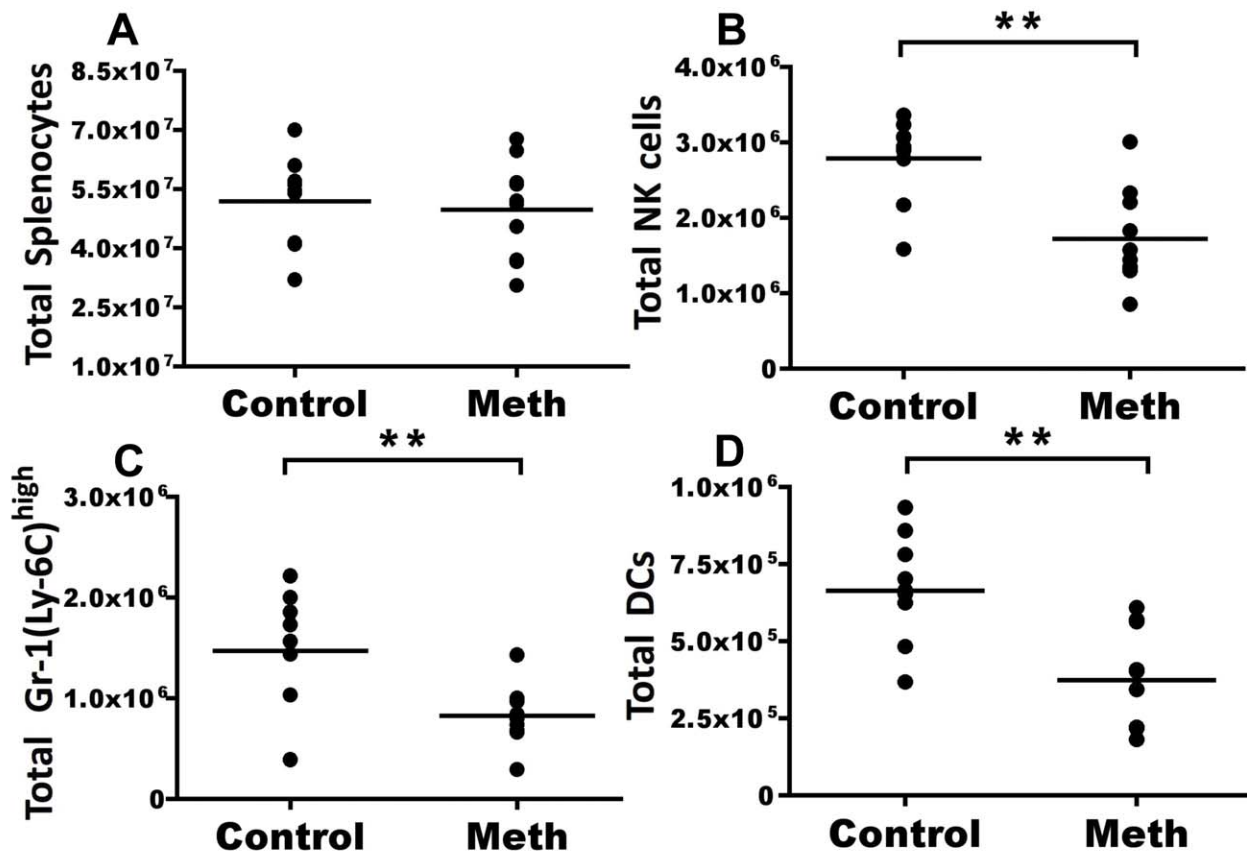 A
Total Splenocytes
8.5x10⁷
7.0x10⁷
5.5x10⁷
4.0x10⁷
2.5x10⁷
1.0x10⁷
Control Meth
B
**
Total NK cells
4.0x10⁶
3.0x10⁶
2.0x10⁶
1.0x10⁶
0
Control Meth
C
**
Total Gr-1(Ly-6C)ʰⁱᵍʰ
3.0x10⁶
2.0x10⁶
1.0x10⁶
0
Control Meth
D
**
Total DCs
1.0x10⁶
7.5x10⁵
5.0x10⁵
2.5x10⁵
0
Control Meth